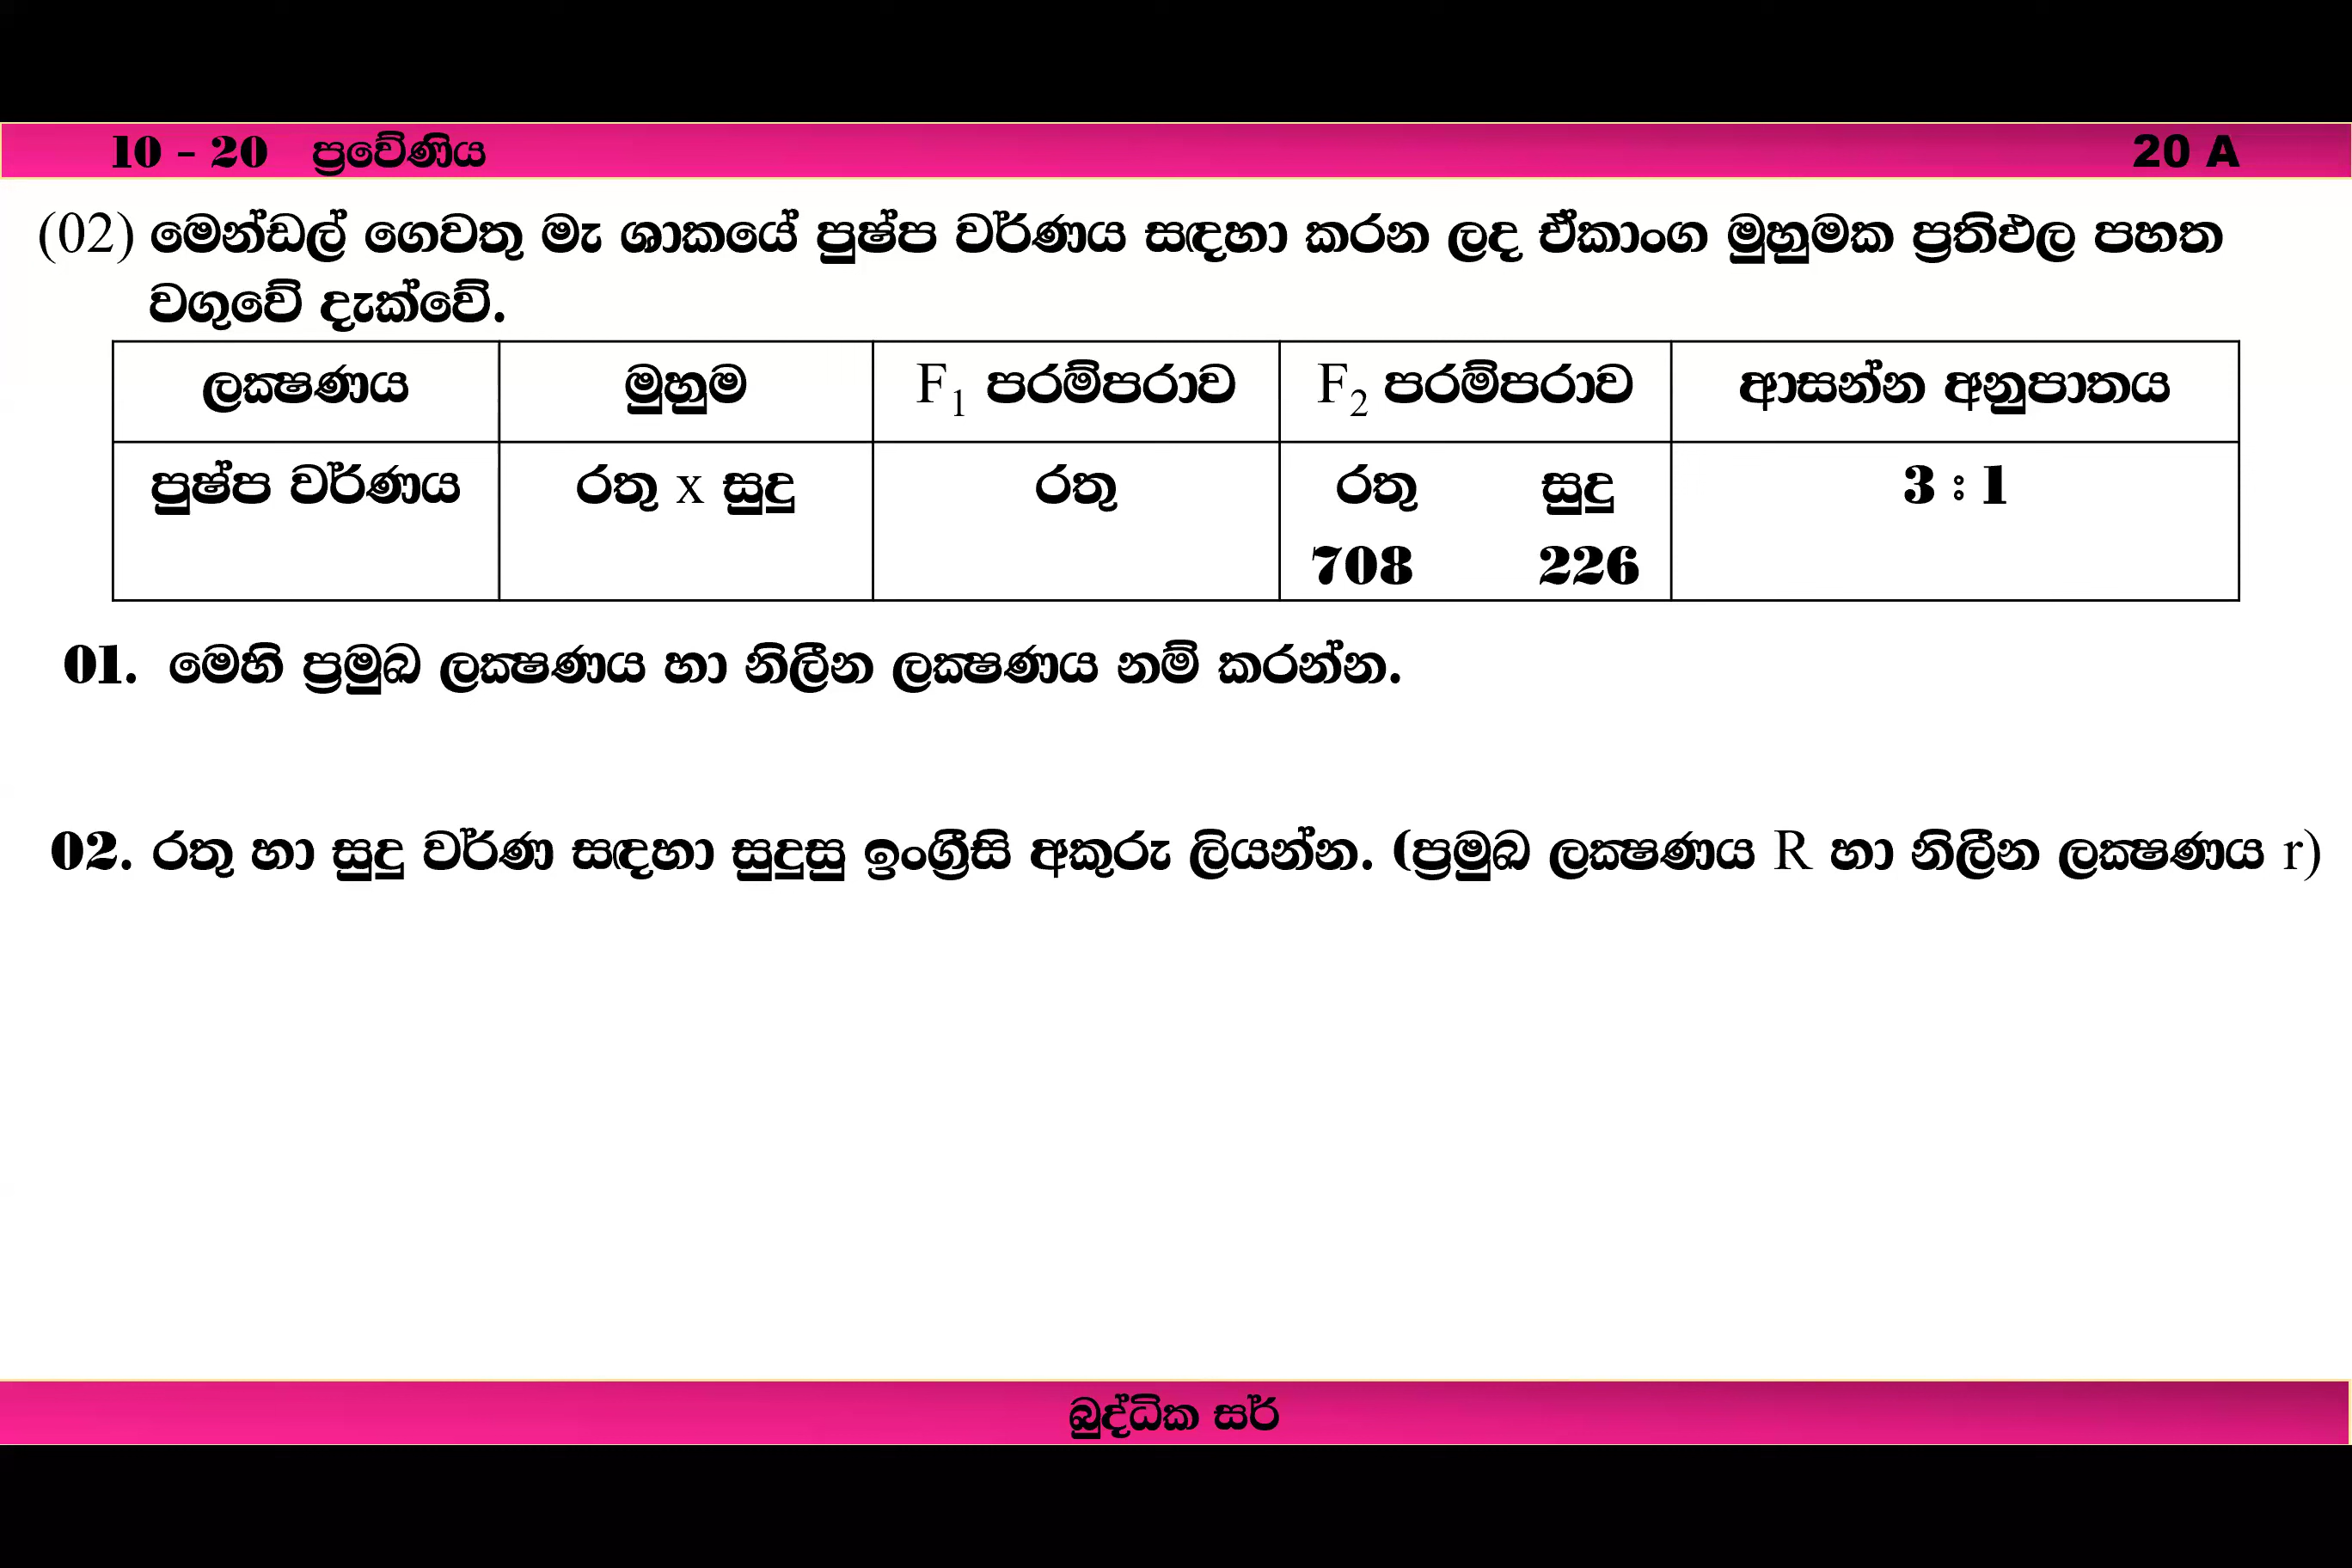 10 - 20 ප්‍රවේණිය 20 A
(02) මෙන්ඩල් ගෙවතු මෑ ශාකයේ පුෂ්ප වර්ණය සඳහා කරන ලද ඒකාංග මුහුමක ප්‍රතිඵල පහත
වගුවේ දැක්වේ.
ලක්ෂණය මුහුම F₁ පරම්පරාව F₂ පරම්පරාව ආසන්න අනුපාතය
පුෂ්ප වර්ණය රතු x සුදු රතු රතු සුදු 3 : 1
708 226
01. මෙහි ප්‍රමුඛ ලක්ෂණය හා නිලීන ලක්ෂණය නම් කරන්න.
02. රතු හා සුදු වර්ණ සඳහා සුදුසු ඉංග්‍රීසි අකුරු ලියන්න. (ප්‍රමුඛ ලක්ෂණය R හා නිලීන ලක්ෂණය r)
බුද්ධික සර්